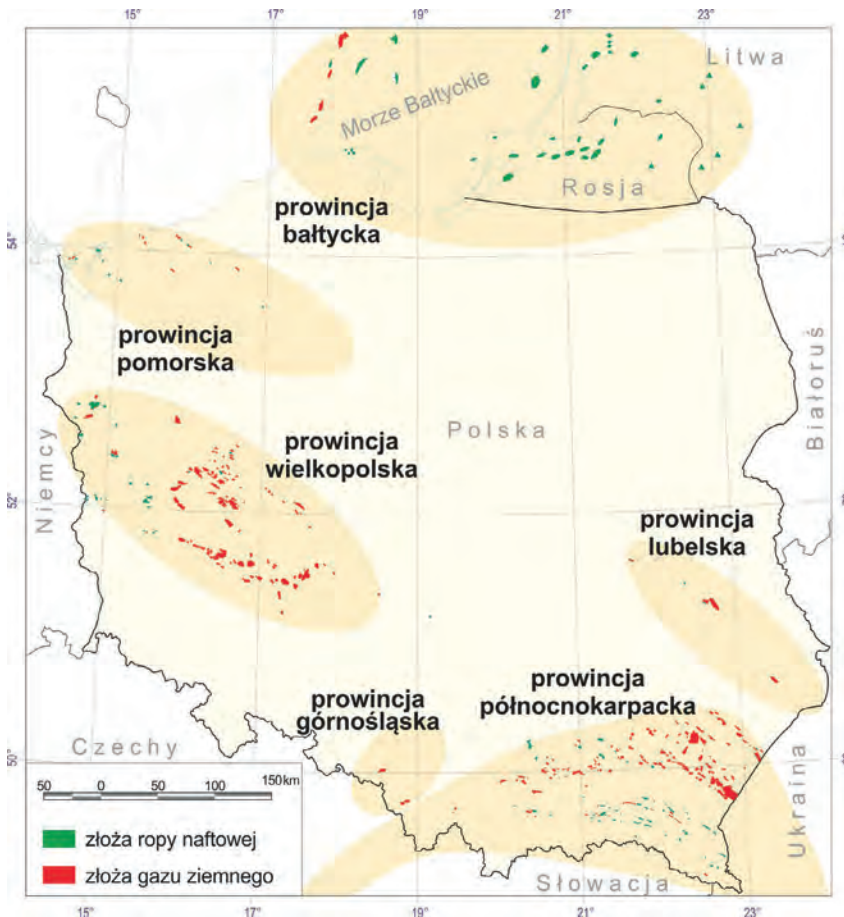 19°
21°
23°
Litwa
Morze Bałtyckie
Rosja
prowincja
bałtycka
54°
prowincja
pomorska
Białoruś
Polska
prowincja
wielkopolska
Niemcy
52°
prowincja
lubelska
prowincja
północnokarpacka
prowincja
górnośląska
Czechy
50°
Ukraina
50 0 50 100 150km
złoża ropy naftowej
złoża gazu ziemnego
Słowacja
15° 17° 19° 21° 23°